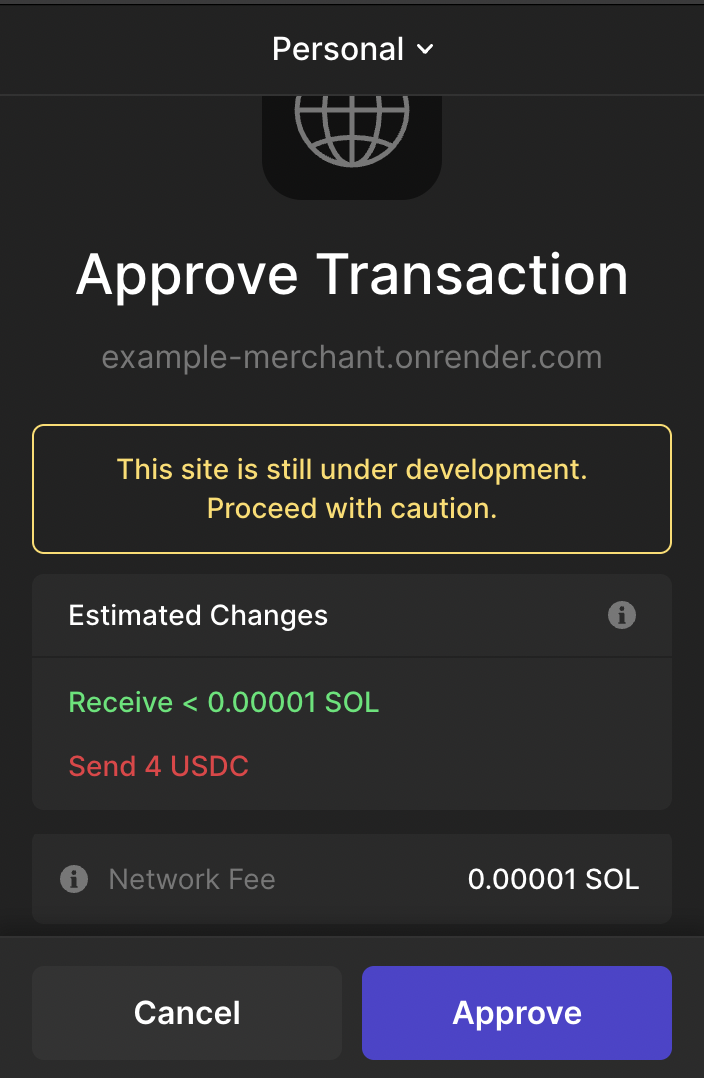 Personal
Approve Transaction
example-merchant.onrender.com
This site is still under development.
Proceed with caution.
Estimated Changes
Receive < 0.00001 SOL
Send 4 USDC
Network Fee 0.00001 SOL
Cancel Approve